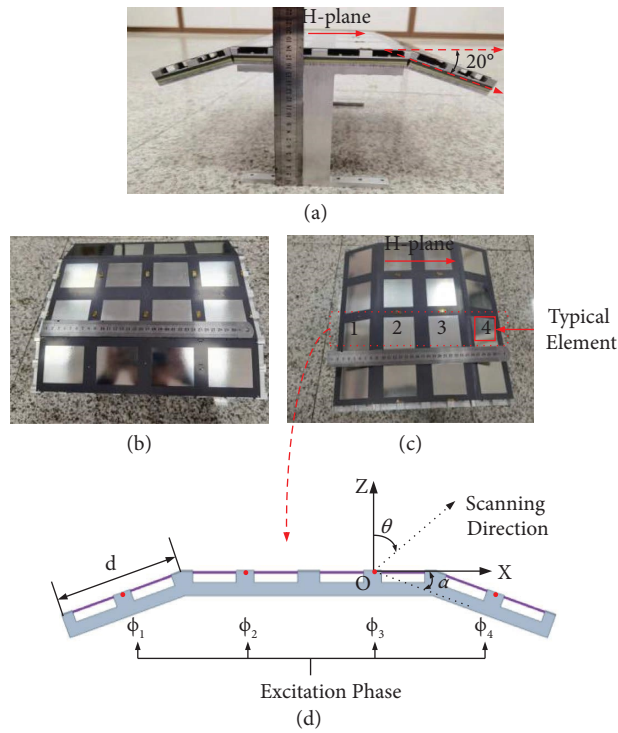 H-plane
20°
(a)
H-plane
1 2 3 4
Typical
Element
(b)
(c)
Z
Scanning
Direction
θ
d
O
X
α
ϕ1
ϕ2
ϕ3
ϕ4
Excitation Phase
(d)